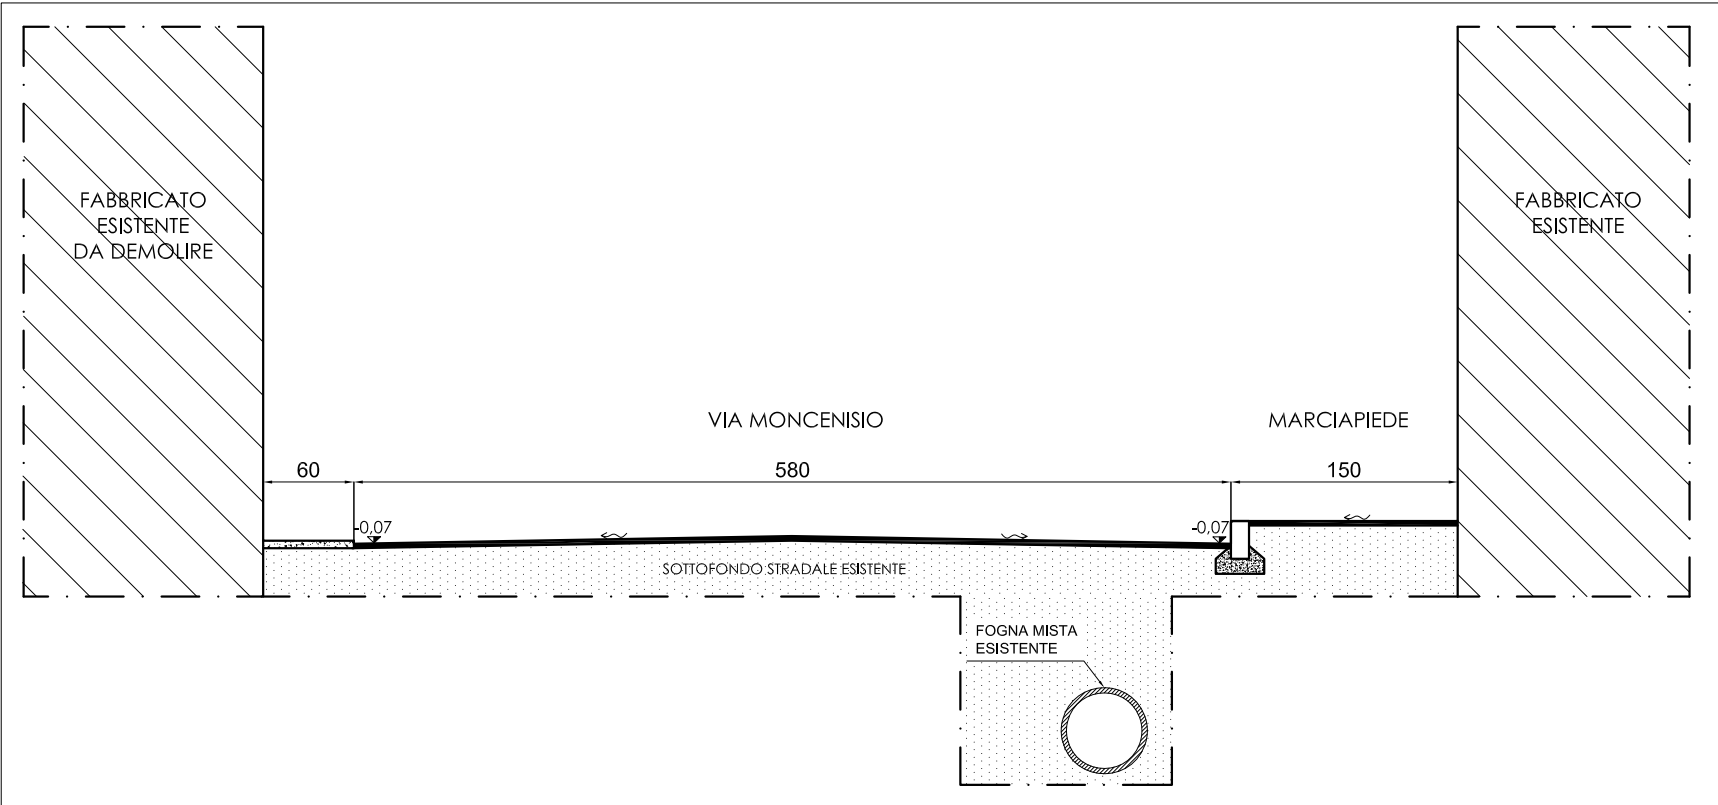 FABBRICATO
ESISTENTE
DA DEMOLIRE
FABBRICATO
ESISTENTE
VIA MONCENISIO
MARCIAPIEDE
60
580
150
-0,07
-0,07
SOTTOFONDO STRADALE ESISTENTE
FOGNA MISTA
ESISTENTE